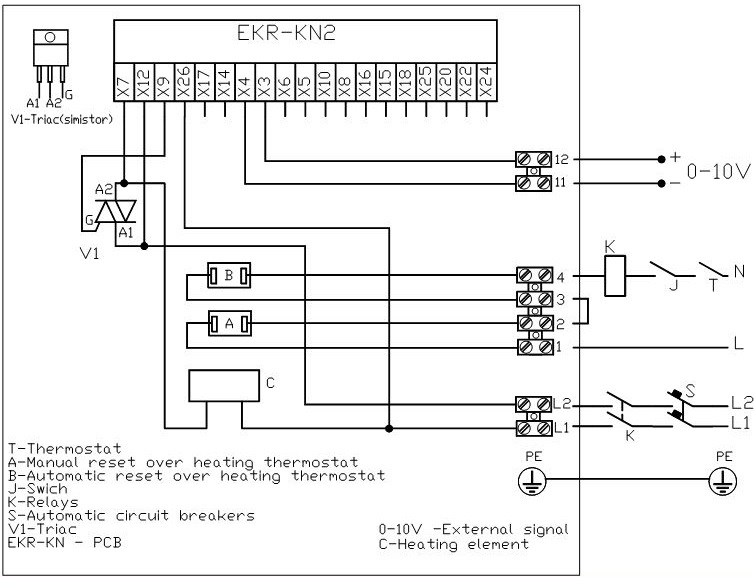 EKR-KN2
X7 X12 X9 X26 X17 X14 X4 X3 X6 X5 X10 X8 X16 X15 X18 X25 X20 X22 X24
A1 A2 G
V1-Triac(simistor)
12 +
0-10V
11 -
A2
G
A1
V1
K
B 4 J T N
3
A 2
1 L
C
S
L2 L2
L1 K L1
PE PE
T-Thermostat
A-Manual reset over heating thermostat
B-Automatic reset over heating thermostat
J-Swich
K-Relays
S-Automatic circuit breakers
V1-Triac
EKR-KN - PCB
0-10V -External signal
C-Heating element